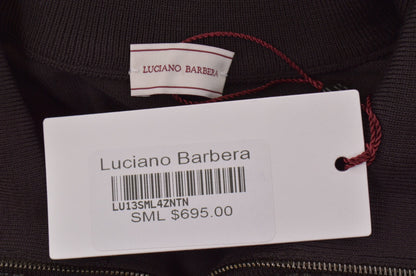 LUCIANO BARBERA
Luciano Barbera
LU13SML4ZNTN
SML $695.00